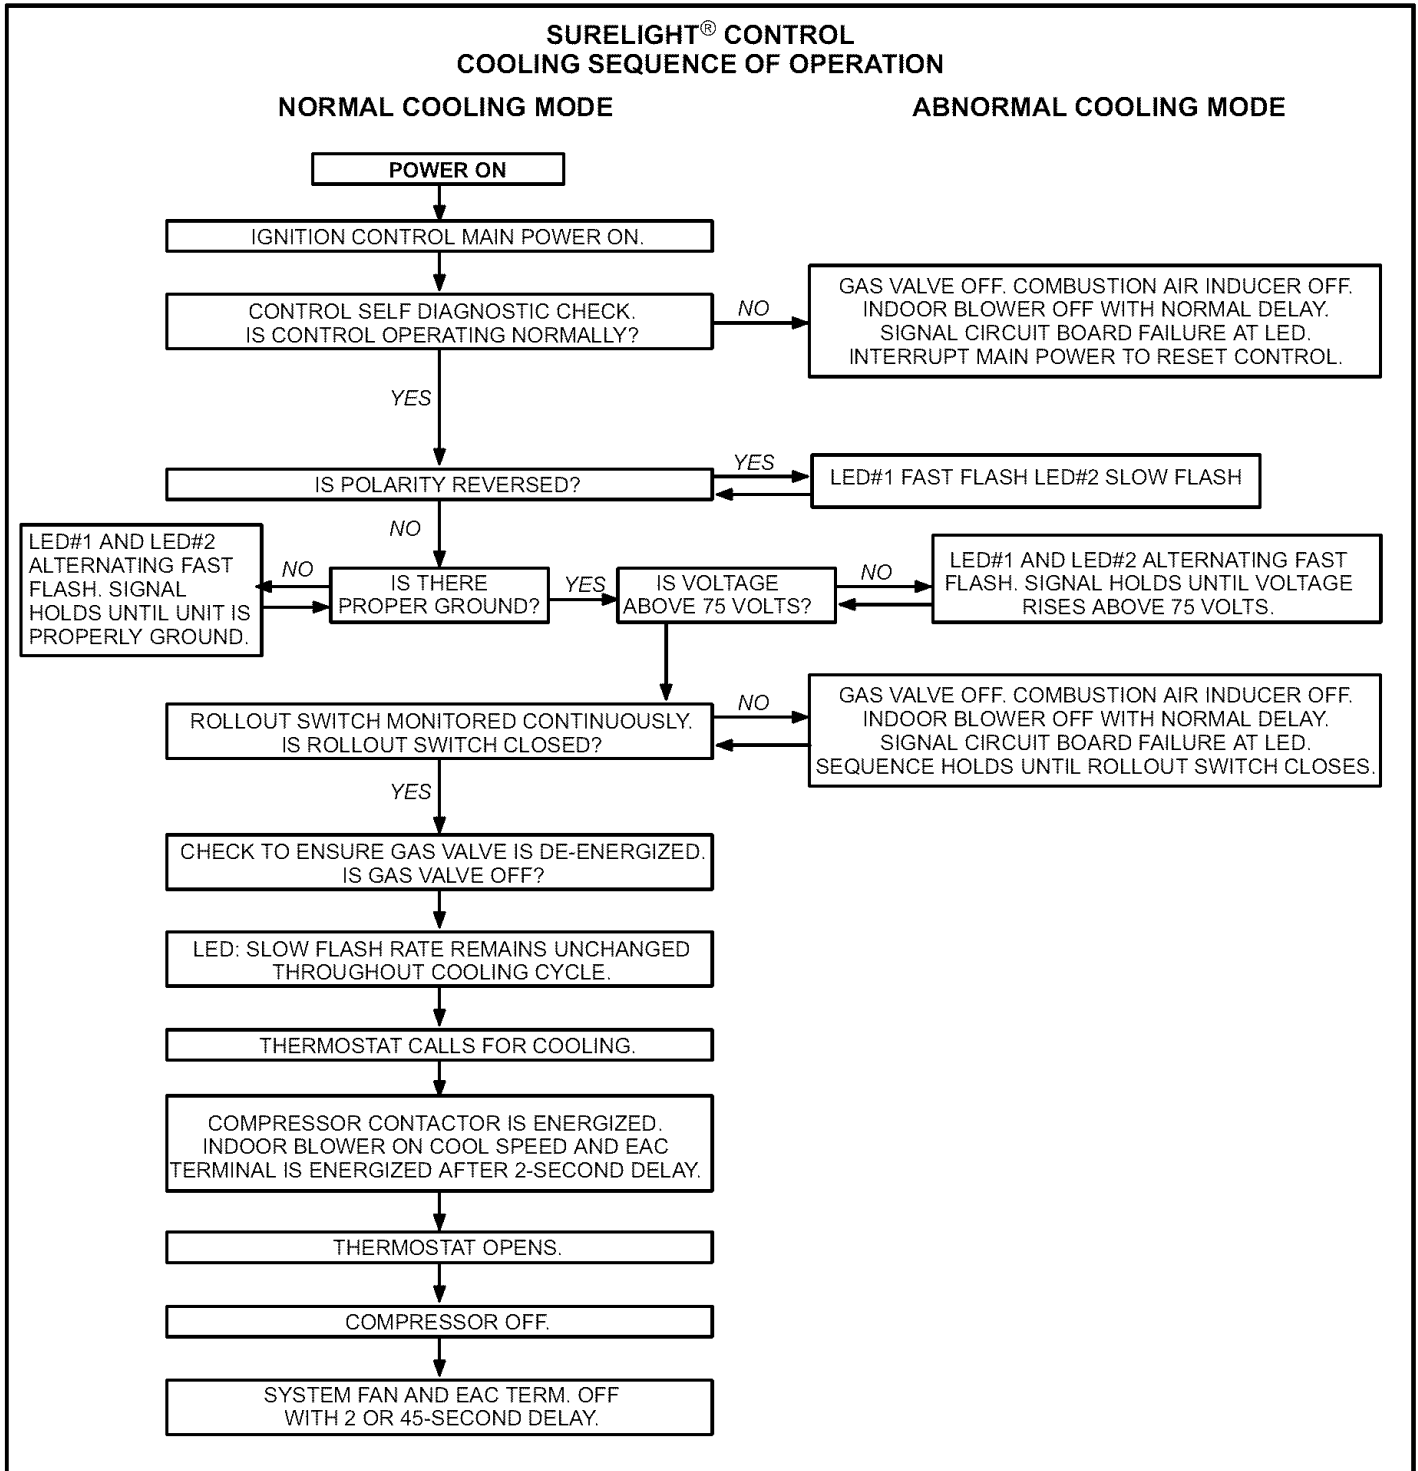 SURELIGHT® CONTROL
COOLING SEQUENCE OF OPERATION
NORMAL COOLING MODE
ABNORMAL COOLING MODE
POWER ON
IGNITION CONTROL MAIN POWER ON.
CONTROL SELF DIAGNOSTIC CHECK.
IS CONTROL OPERATING NORMALLY?
NO
GAS VALVE OFF. COMBUSTION AIR INDUCER OFF.
INDOOR BLOWER OFF WITH NORMAL DELAY.
SIGNAL CIRCUIT BOARD FAILURE AT LED.
INTERRUPT MAIN POWER TO RESET CONTROL.
YES
IS POLARITY REVERSED?
YES
LED#1 FAST FLASH LED#2 SLOW FLASH
NO
LED#1 AND LED#2
ALTERNATING FAST
FLASH. SIGNAL
HOLDS UNTIL UNIT IS
PROPERLY GROUND.
NO
IS THERE
PROPER GROUND?
YES
IS VOLTAGE
ABOVE 75 VOLTS?
NO
LED#1 AND LED#2 ALTERNATING FAST
FLASH. SIGNAL HOLDS UNTIL VOLTAGE
RISES ABOVE 75 VOLTS.
ROLLOUT SWITCH MONITORED CONTINUOUSLY.
IS ROLLOUT SWITCH CLOSED?
NO
GAS VALVE OFF. COMBUSTION AIR INDUCER OFF.
INDOOR BLOWER OFF WITH NORMAL DELAY.
SIGNAL CIRCUIT BOARD FAILURE AT LED.
SEQUENCE HOLDS UNTIL ROLLOUT SWITCH CLOSES.
YES
CHECK TO ENSURE GAS VALVE IS DE-ENERGIZED.
IS GAS VALVE OFF?
LED: SLOW FLASH RATE REMAINS UNCHANGED
THROUGHOUT COOLING CYCLE.
THERMOSTAT CALLS FOR COOLING.
COMPRESSOR CONTACTOR IS ENERGIZED.
INDOOR BLOWER ON COOL SPEED AND EAC
TERMINAL IS ENERGIZED AFTER 2-SECOND DELAY.
THERMOSTAT OPENS.
COMPRESSOR OFF.
SYSTEM FAN AND EAC TERM. OFF
WITH 2 OR 45-SECOND DELAY.